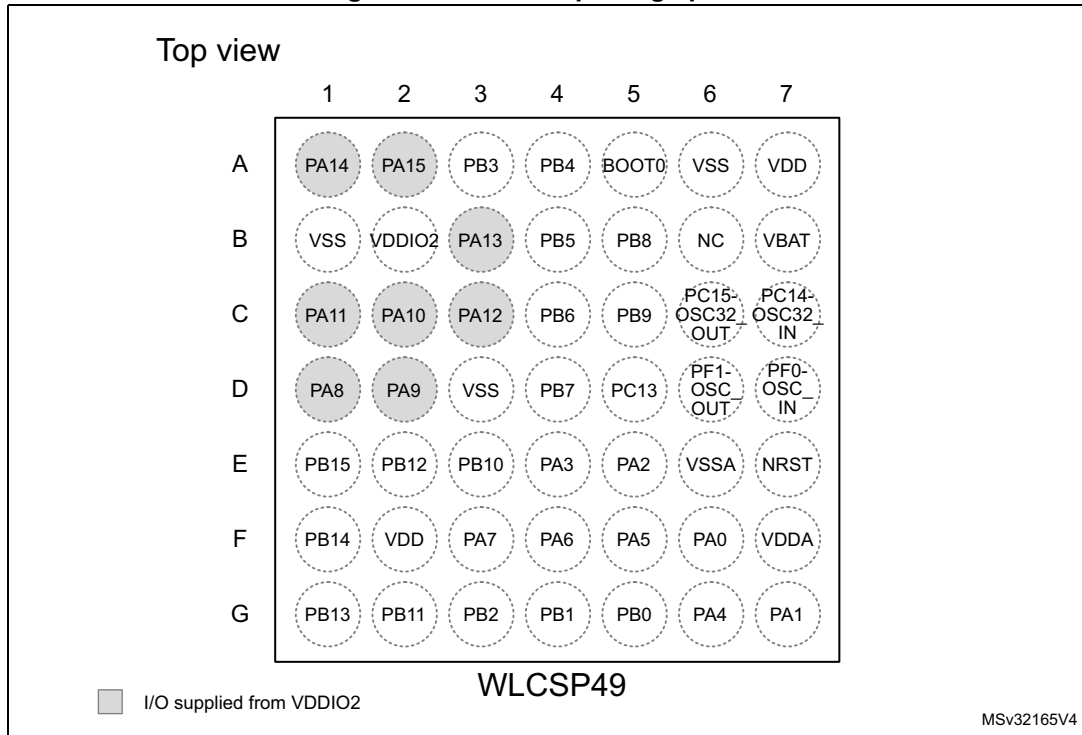 Top view
1 2 3 4 5 6 7
A PA14 PA15 PB3 PB4 BOOT0 VSS VDD
B VSS VDDIO2 PA13 PB5 PB8 NC VBAT
C PA11 PA10 PA12 PB6 PB9 PC15-OSC32_OUT PC14-OSC32_IN
D PA8 PA9 VSS PB7 PC13 PF1-OSC_OUT PF0-OSC_IN
E PB15 PB12 PB10 PA3 PA2 VSSA NRST
F PB14 VDD PA7 PA6 PA5 PA0 VDDA
G PB13 PB11 PB2 PB1 PB0 PA4 PA1
WLCSP49
I/O supplied from VDDIO2
MSv32165V4